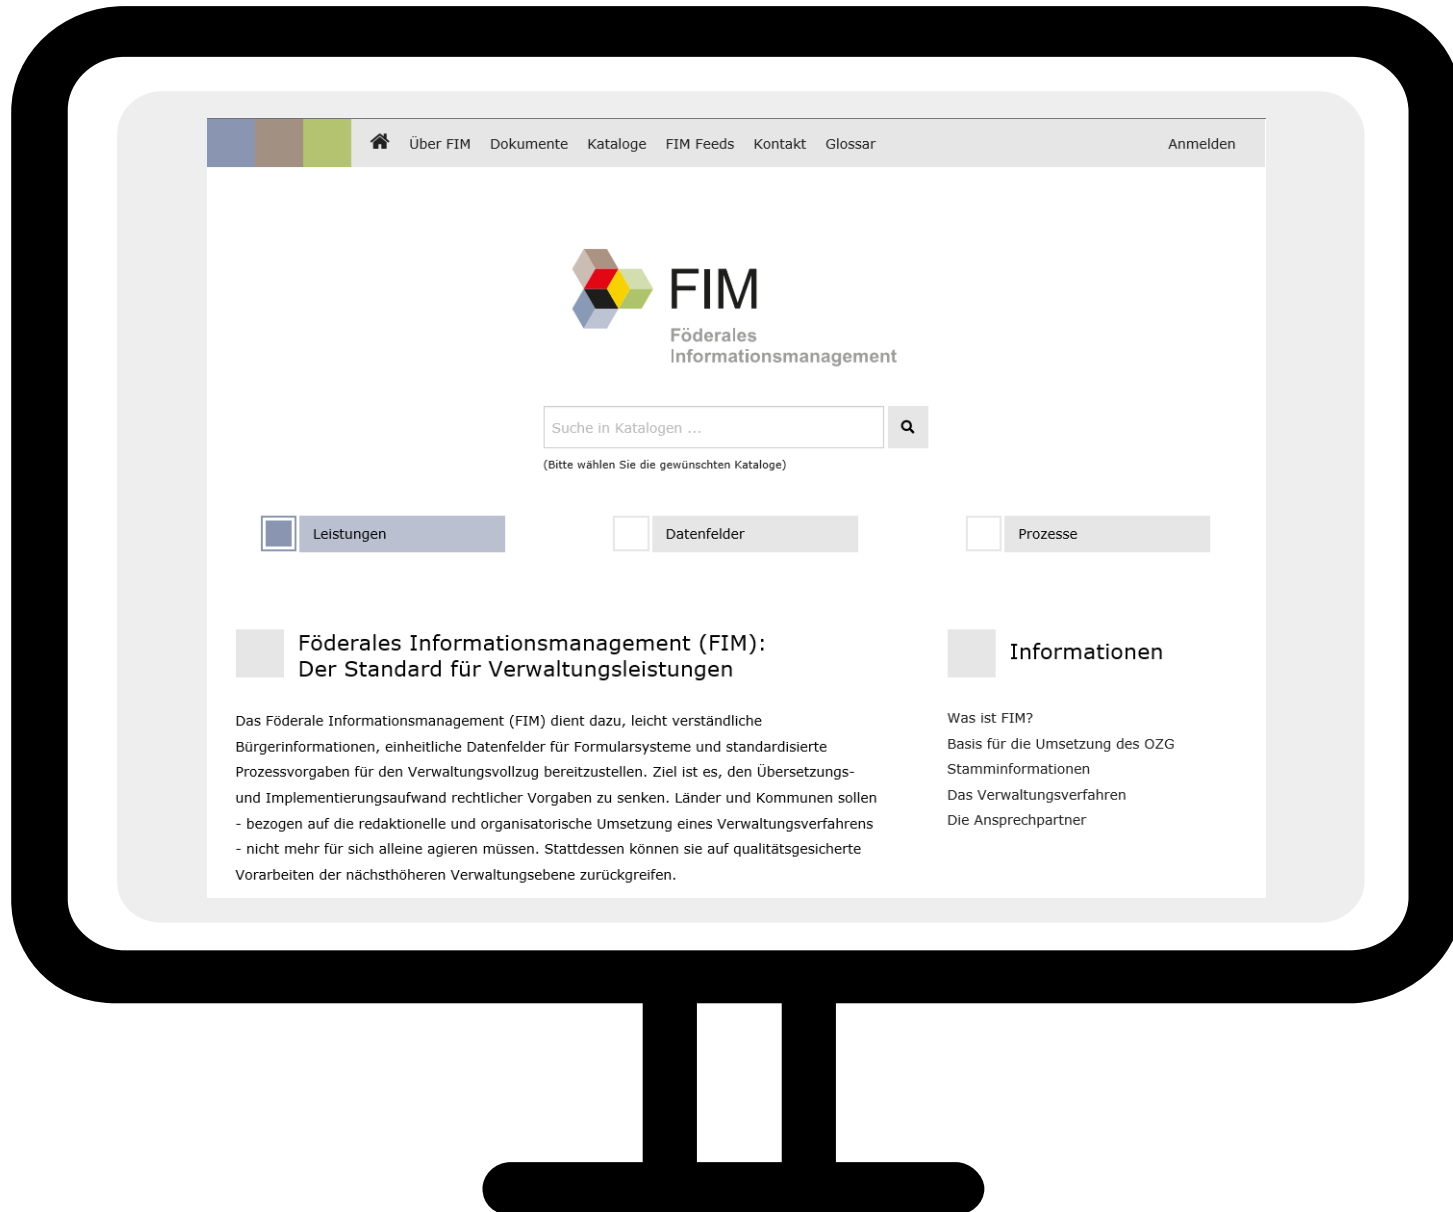 Über FIM Dokumente Kataloge FIM Feeds Kontakt Glossar Anmelden
FIM
Föderales
Informationsmanagement
Suche in Katalogen ...
(Bitte wählen Sie die gewünschten Kataloge)
Leistungen Datenfelder Prozesse
Föderales Informationsmanagement (FIM):
Der Standard für Verwaltungsleistungen
Das Föderale Informationsmanagement (FIM) dient dazu, leicht verständliche
Bürgerinformationen, einheitliche Datenfelder für Formularsysteme und standardisierte
Prozessvorgaben für den Verwaltungsvollzug bereitzustellen. Ziel ist es, den Übersetzungs-
und Implementierungsaufwand rechtlicher Vorgaben zu senken. Länder und Kommunen sollen
- bezogen auf die redaktionelle und organisatorische Umsetzung eines Verwaltungsverfahrens
- nicht mehr für sich alleine agieren müssen. Stattdessen können sie auf qualitätsgesicherte
Vorarbeiten der nächsthöheren Verwaltungsebene zurückgreifen.
Informationen
Was ist FIM?
Basis für die Umsetzung des OZG
Stamminformationen
Das Verwaltungsverfahren
Die Ansprechpartner